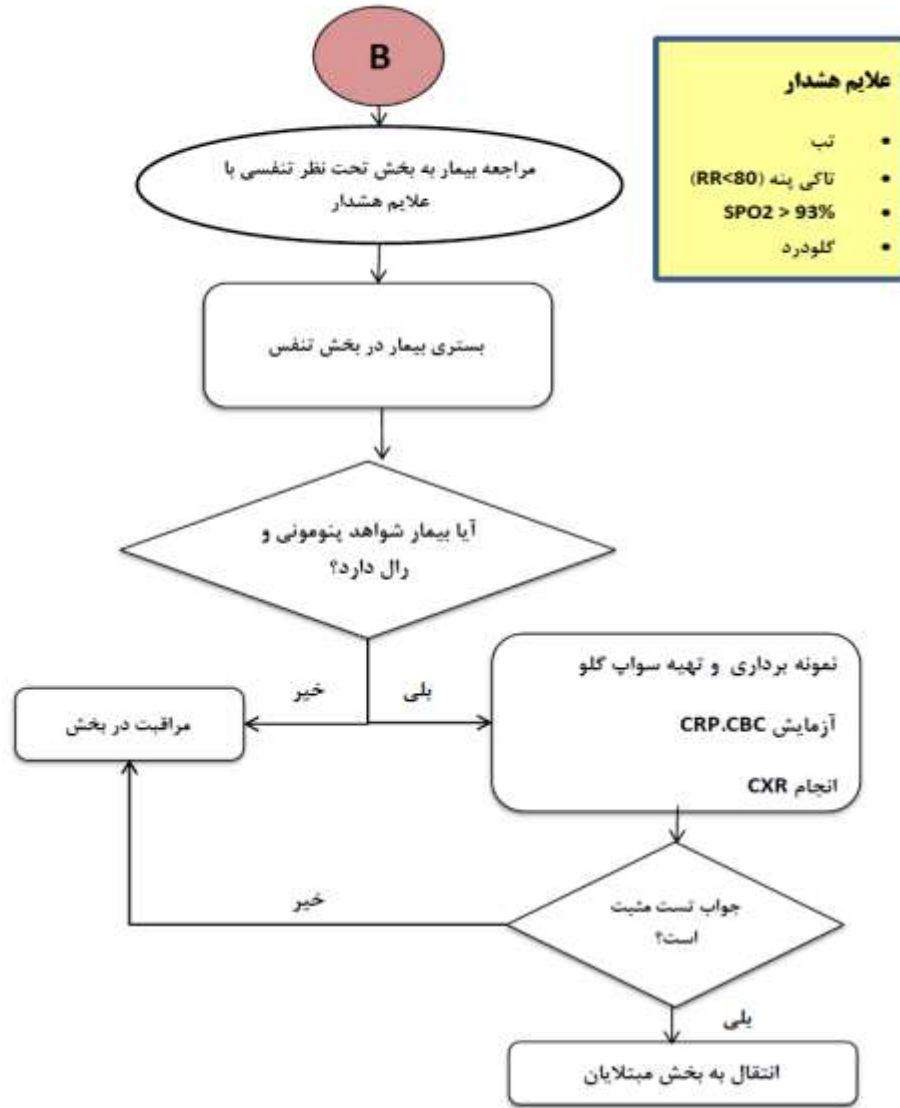 B
علایم هشدار
تب
تاکی پنه (RR<80)
SPO2 > 93%
گلودرد
مراجعه بیمار به بخش تحت نظر تنفسی با
علایم هشدار
بستری بیمار در بخش تنفس
آیا بیمار شواهد پنومونی و
رال دارد؟
خیر
بلی
مراقبت در بخش
نمونه برداری و تهیه سواپ گلو
آزمایش CRP.CBC
انجام CXR
جواب تست مثبت
است؟
خیر
بلی
انتقال به بخش مبتلایان